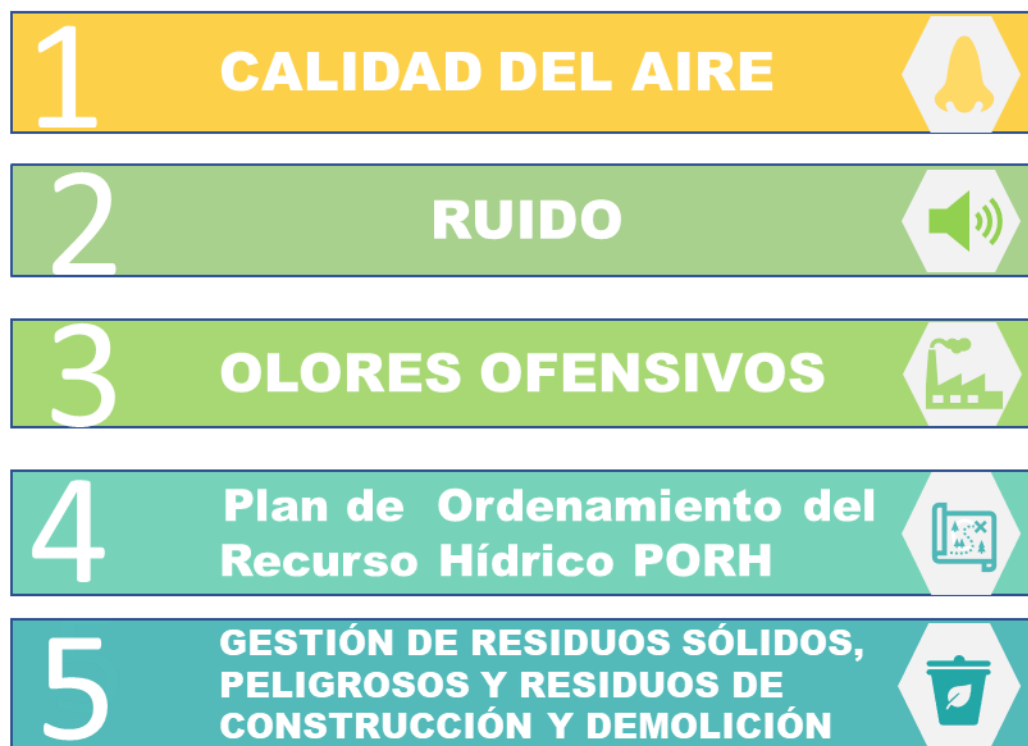 1
CALIDAD DEL AIRE
2
RUIDO
3
OLORES OFENSIVOS
4
Plan de Ordenamiento del
Recurso Hídrico PORH
5
GESTIÓN DE RESIDUOS SÓLIDOS,
PELIGROSOS Y RESIDUOS DE
CONSTRUCCIÓN Y DEMOLICIÓN